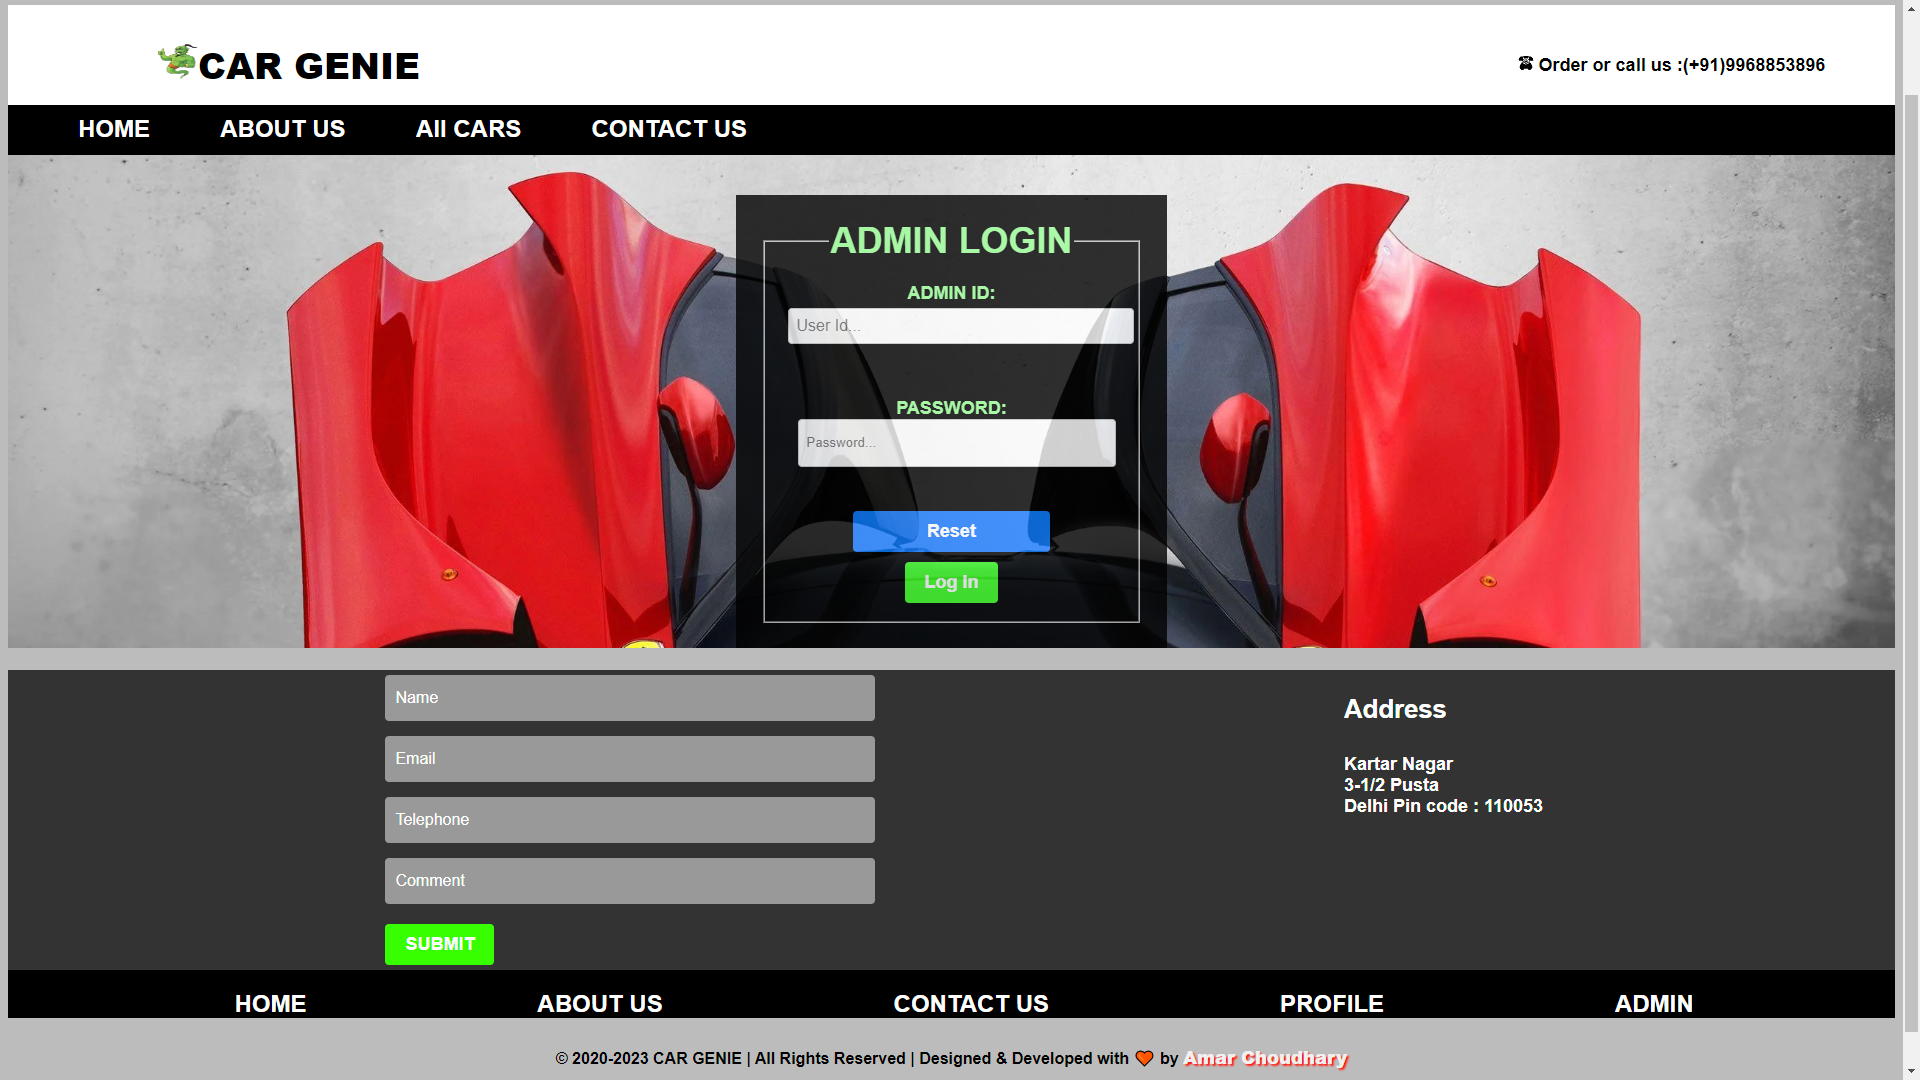 CAR GENIE
Order or call us :(+91)9968853896
HOME ABOUT US All CARS CONTACT US
ADMIN LOGIN
ADMIN ID:
User Id...
PASSWORD:
Password...
Reset
Log In
Name
Email
Telephone
Comment
SUBMIT
Address
Kartar Nagar
3-1/2 Pusta
Delhi Pin code : 110053
HOME ABOUT US CONTACT US PROFILE ADMIN
© 2020-2023 CAR GENIE | All Rights Reserved | Designed & Developed with 🧡 by Amar Choudhary